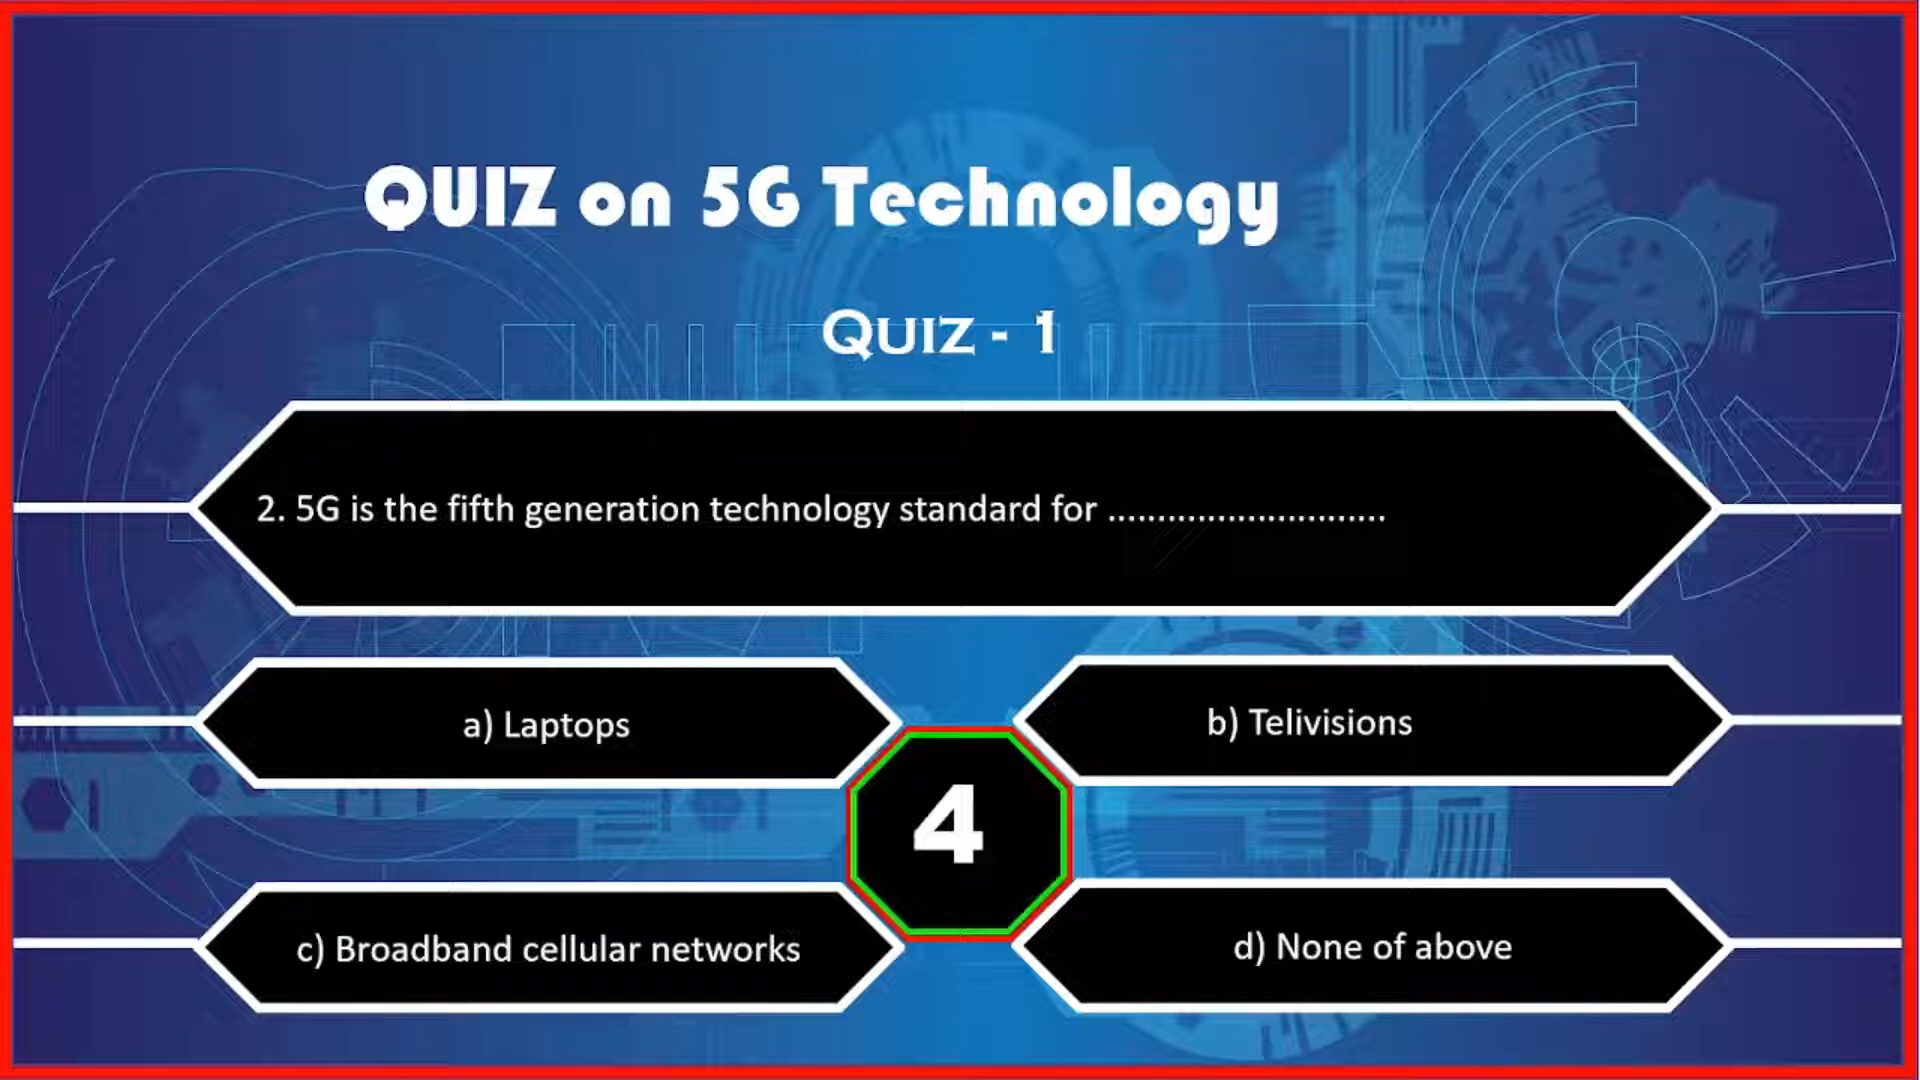 QUIZ on 5G Technology
QUIZ - 1
2. 5G is the fifth generation technology standard for ............................
a) Laptops
b) Telivisions
4
c) Broadband cellular networks
d) None of above